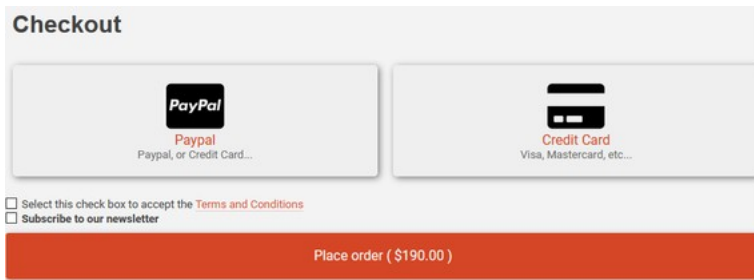 Checkout
PayPal
Paypal
Paypal, or Credit Card...
Credit Card
Visa, Mastercard, etc...
Select this check box to accept the Terms and Conditions
Subscribe to our newsletter
Place order ( $190.00 )